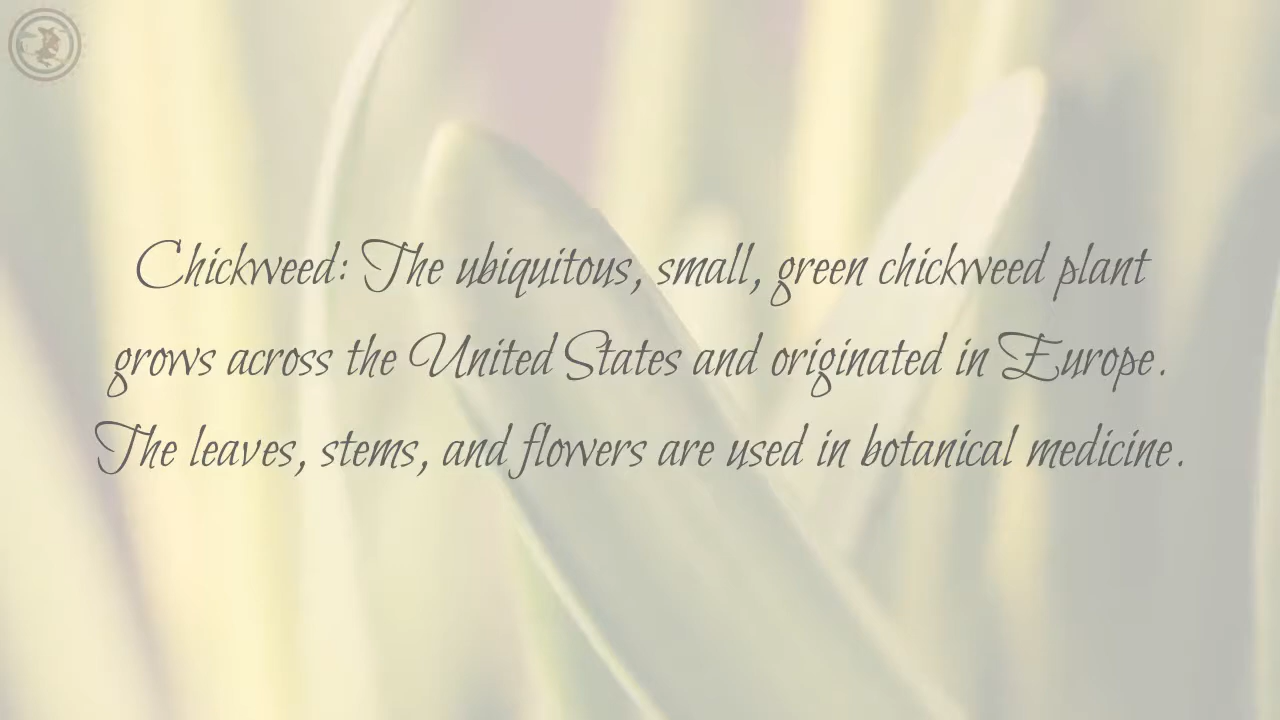 Chickweed: The ubiquitous, small, green chickweed plant
grows across the United States and originated in Europe.
The leaves, stems, and flowers are used in botanical medicine.